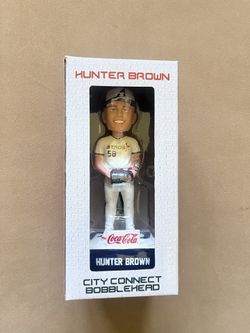 HUNTER BROWN
58
Coca-Cola
HUNTER BROWN
CITY CONNECT
BOBBLEHEAD